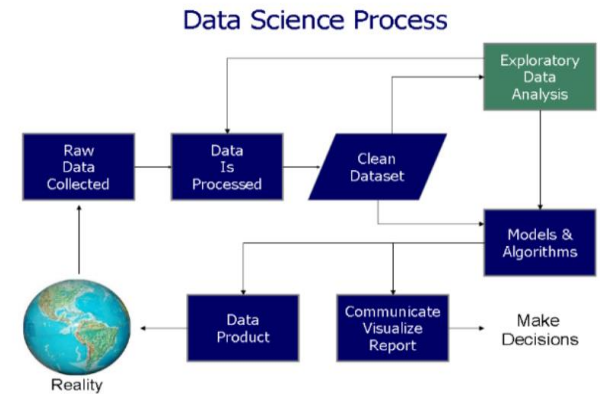 Data Science Process
Exploratory
Data
Analysis
Raw
Data
Collected
Data
Is
Processed
Clean
Dataset
Models &
Algorithms
Data
Product
Communicate
Visualize
Report
Make
Decisions
Reality